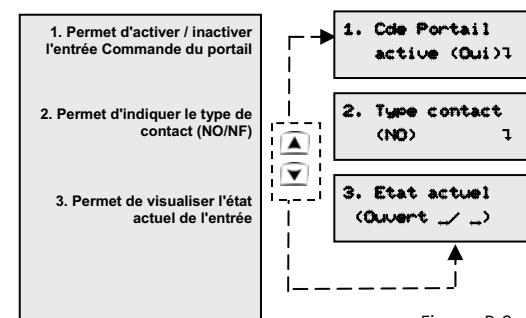 1. Permet d'activer / inactiver
l'entrée Commande du portail
2. Permet d'indiquer le type de
contact (NO/NF)
3. Permet de visualiser l'état
actuel de l'entrée
1. Cde Portail
active (Oui)
2. Type contact
(NO)
3. Etat actuel
(Ouvert _/ _)